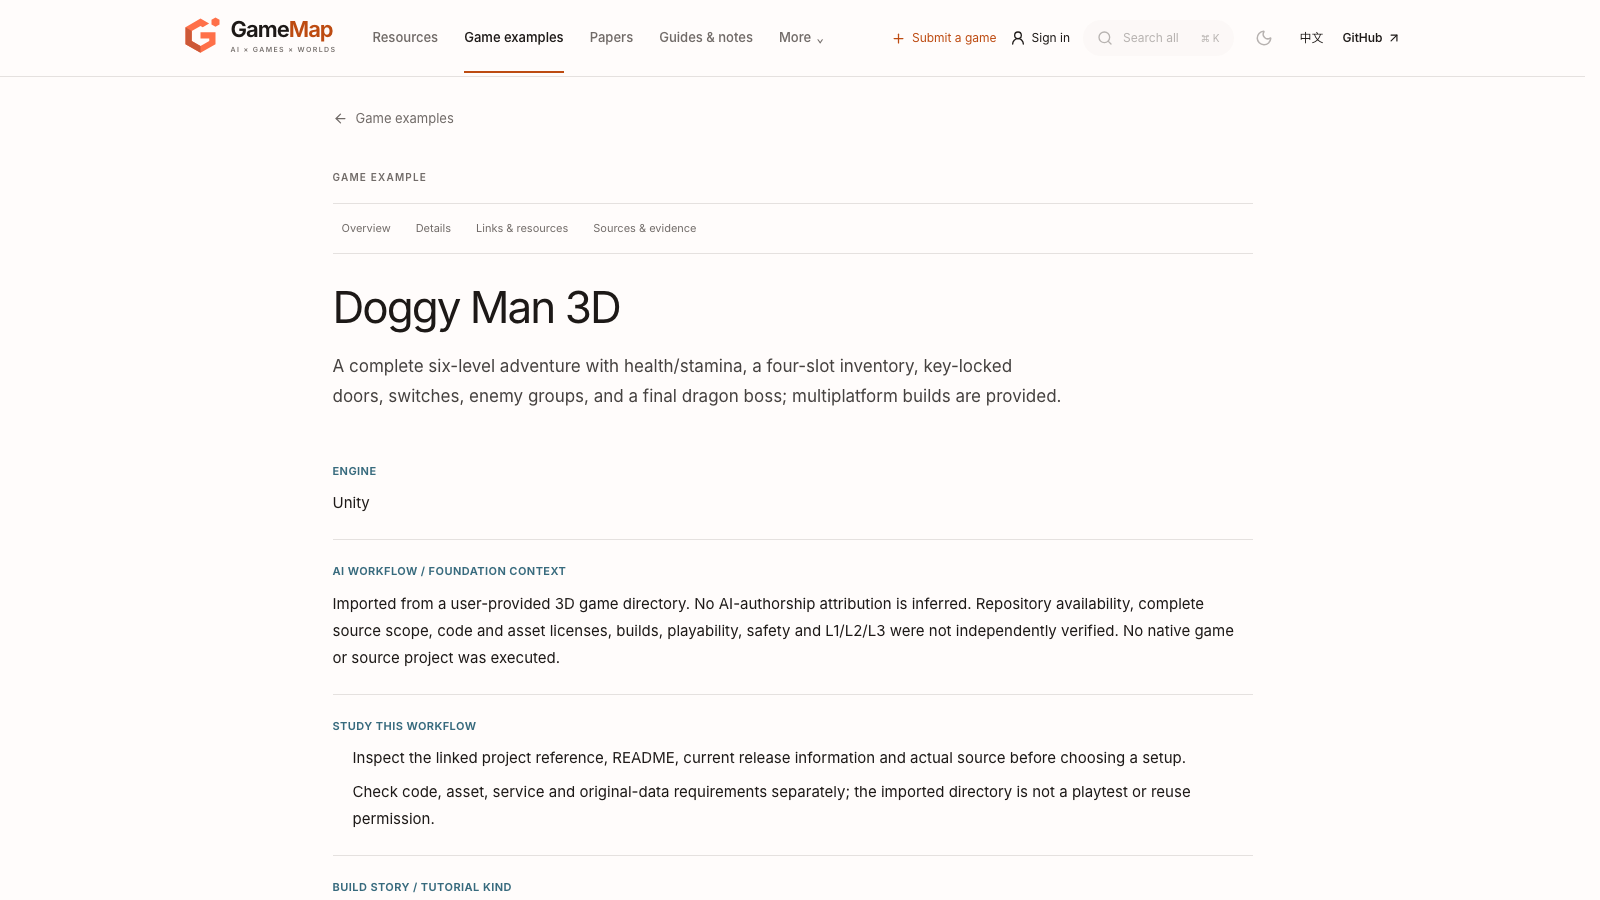 GameMap
AI × GAMES × WORLDS
Resources
Game examples
Papers
Guides & notes
More
Submit a game
Sign in
Search all
⌘ K
中文
GitHub ↗
← Game examples
GAME EXAMPLE
Overview
Details
Links & resources
Sources & evidence
Doggy Man 3D
A complete six-level adventure with health/stamina, a four-slot inventory, key-locked
doors, switches, enemy groups, and a final dragon boss; multiplatform builds are provided.
ENGINE
Unity
AI WORKFLOW / FOUNDATION CONTEXT
Imported from a user-provided 3D game directory. No AI-authorship attribution is inferred. Repository availability, complete
source scope, code and asset licenses, builds, playability, safety and L1/L2/L3 were not independently verified. No native game
or source project was executed.
STUDY THIS WORKFLOW
Inspect the linked project reference, README, current release information and actual source before choosing a setup.
Check code, asset, service and original-data requirements separately; the imported directory is not a playtest or reuse
permission.
BUILD STORY / TUTORIAL KIND